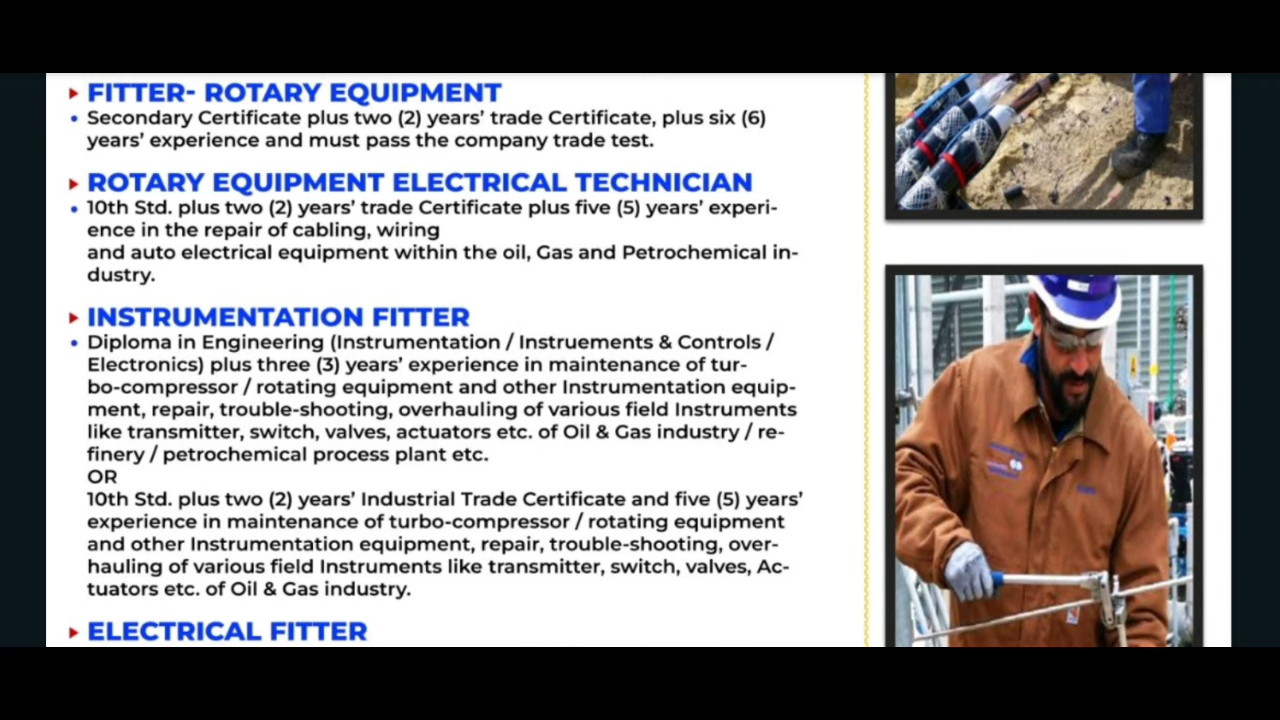 FITTER- ROTARY EQUIPMENT
Secondary Certificate plus two (2) years’ trade Certificate, plus six (6)
years’ experience and must pass the company trade test.
ROTARY EQUIPMENT ELECTRICAL TECHNICIAN
10th Std. plus two (2) years’ trade Certificate plus five (5) years’ experi-
ence in the repair of cabling, wiring
and auto electrical equipment within the oil, Gas and Petrochemical in-
dustry.
INSTRUMENTATION FITTER
Diploma in Engineering (Instrumentation / Instruements & Controls /
Electronics) plus three (3) years’ experience in maintenance of tur-
bo-compressor / rotating equipment and other Instrumentation equip-
ment, repair, trouble-shooting, overhauling of various field Instruments
like transmitter, switch, valves, actuators etc. of Oil & Gas industry / re-
finery / petrochemical process plant etc.
OR
10th Std. plus two (2) years’ Industrial Trade Certificate and five (5) years’
experience in maintenance of turbo-compressor / rotating equipment
and other Instrumentation equipment, repair, trouble-shooting, over-
hauling of various field Instruments like transmitter, switch, valves, Ac-
tuators etc. of Oil & Gas industry.
ELECTRICAL FITTER